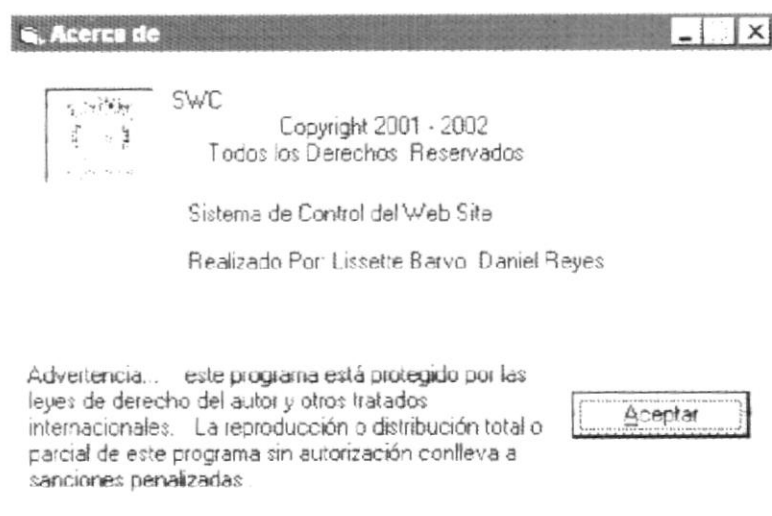 Acerca de
SWC
Copyright 2001 - 2002
Todos los Derechos Reservados
Sistema de Control del Web Site
Realizado Por: Lissette Barvo Daniel Reyes
Advertencia... este programa está protegido por las
leyes de derecho del autor y otros tratados
internacionales. La reproducción o distribución total o
parcial de este programa sin autorización conlleva a
sanciones penalizadas.
Aceptar